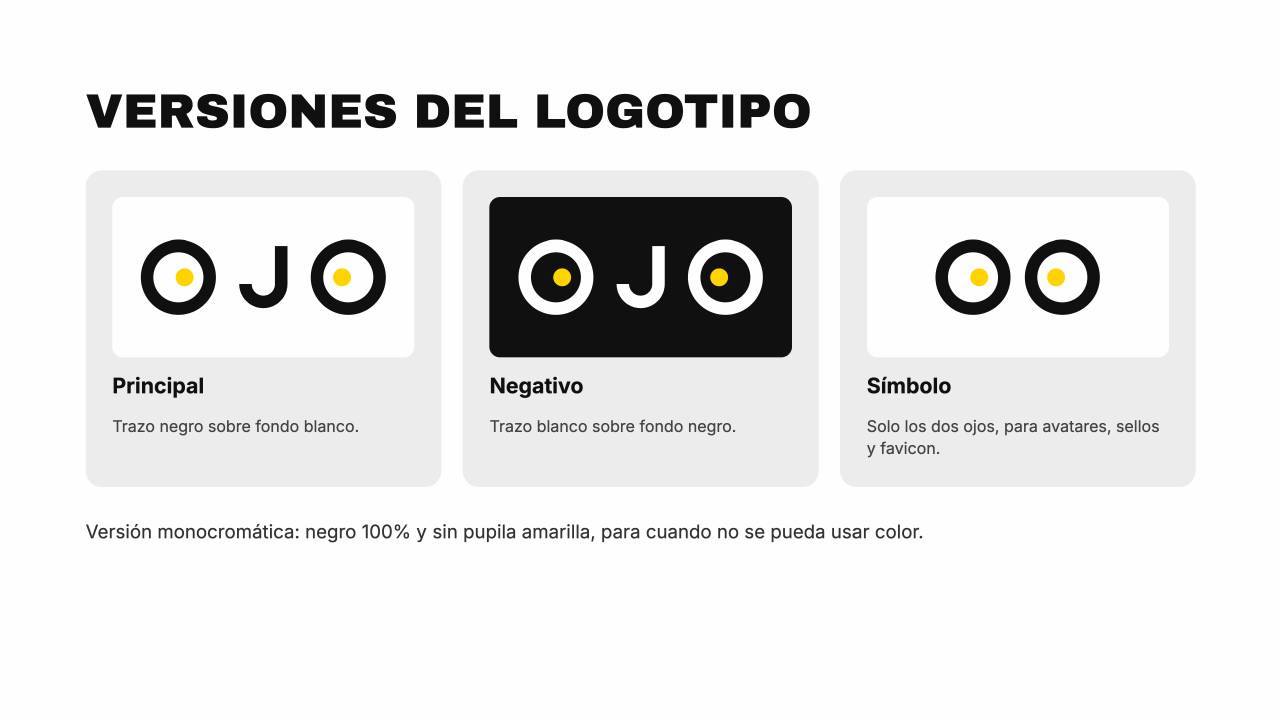 VERSIONES DEL LOGOTIPO
OJO
Principal
Trazo negro sobre fondo blanco.
OJO
Negativo
Trazo blanco sobre fondo negro.
Símbolo
Solo los dos ojos, para avatares, sellos
y favicon.
Versión monocromática: negro 100% y sin pupila amarilla, para cuando no se pueda usar color.